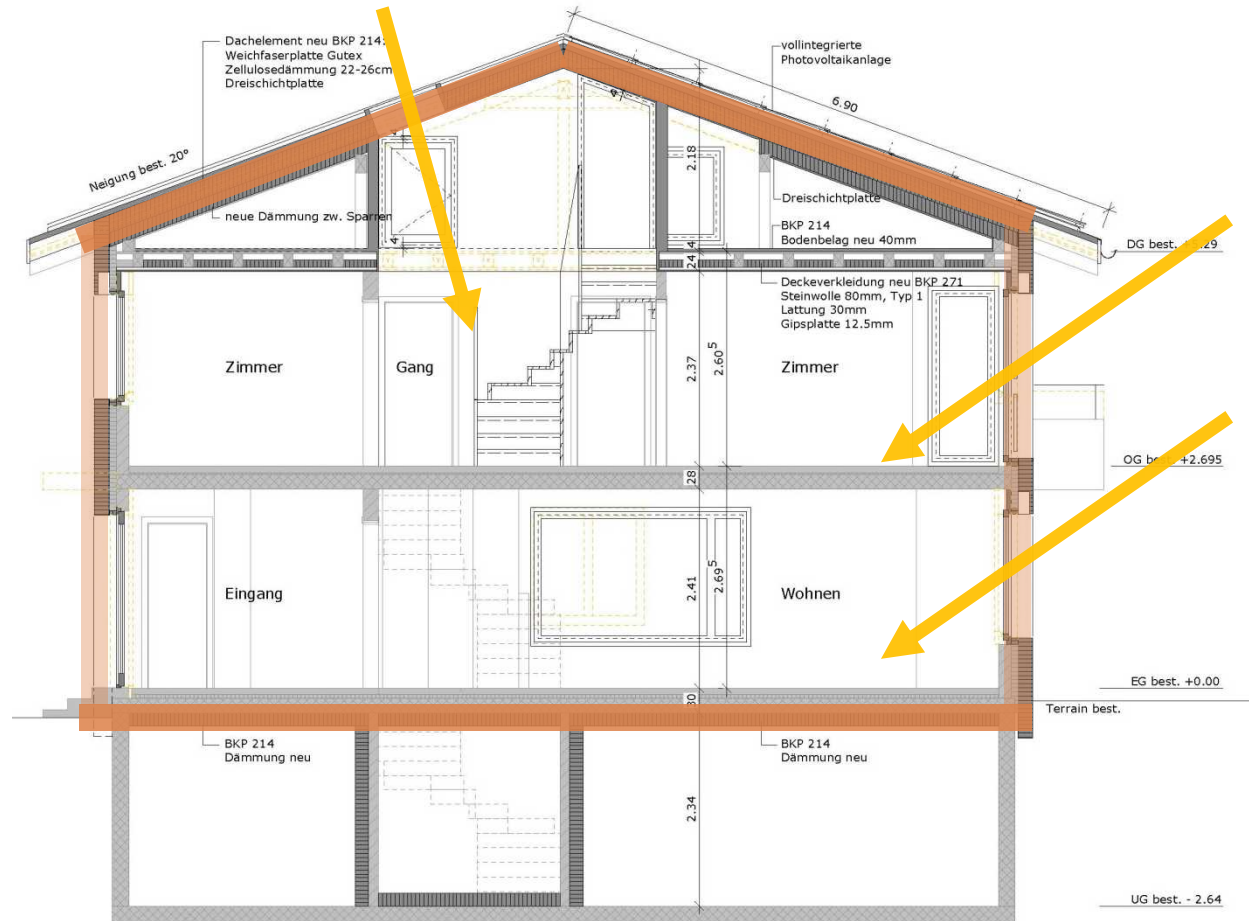 Dachelement neu BKP 214:
Weichfaserplatte Gutex
Zellulosedämmung 22-26cm
Dreischichtplatte
vollintegrierte
Photovoltaikanlage
6.90
Neigung best. 20°
2.18
neue Dämmung zw. Sparren
Dreischichtplatte
BKP 214
Bodenbelag neu 40mm
DG best.
5.29
24
4
Deckeverkleidung neu BKP 271
Steinwolle 80mm, Typ 1
Lattung 30mm
Gipsplatte 12.5mm
Zimmer
Gang
2.37
2.60 5
Zimmer
OG best. +2.695
28
Eingang
2.41
2.69 5
Wohnen
EG best. +0.00
Terrain best.
BKP 214
Dämmung neu
BKP 214
Dämmung neu
2.34
UG best. - 2.64